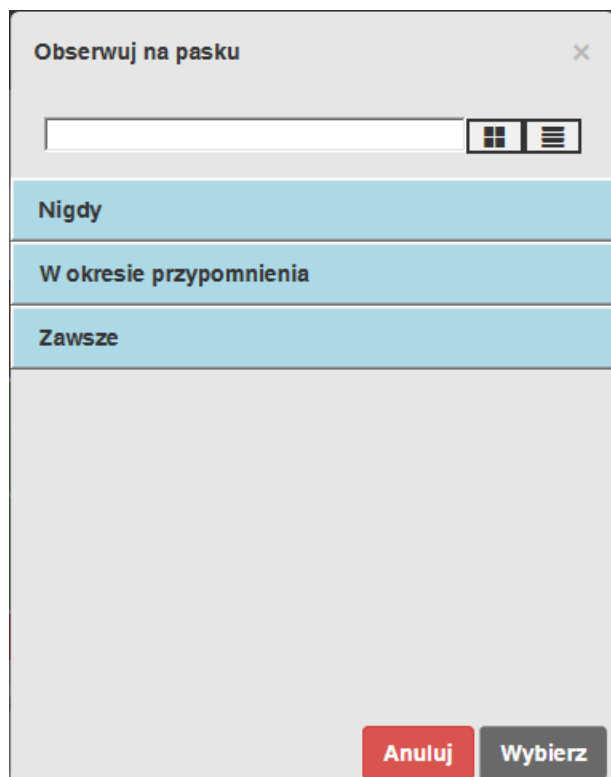 Obserwuj na pasku
Nigdy
W okresie przypomnienia
Zawsze
Anuluj Wybierz